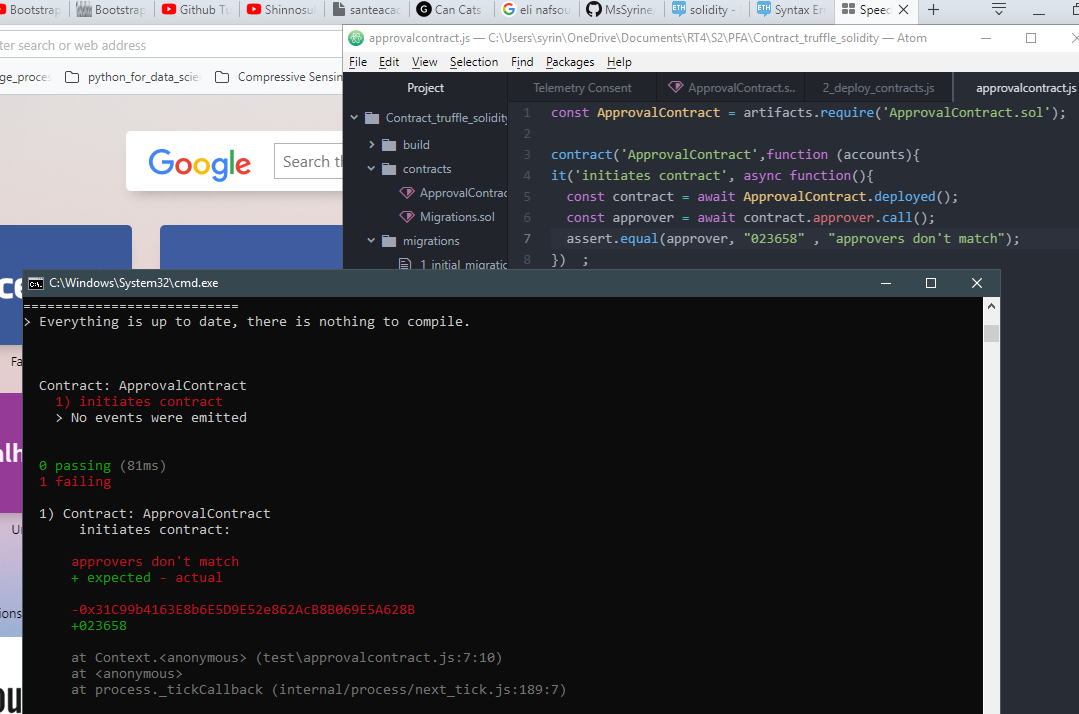 Bootstrap
Bootstrap
Github Tu
Shinnosuk
santeacac
Can Cats
eli nafsou
MsSyrine
solidity -
Syntax Er
Speed
ter search or web address
ge_proces
python_for_data_scie
Compressive Sensin
approvalcontract.js — C:\Users\syrin\OneDrive\Documents\RT4\S2\PFA\Contract_truffle_solidity — Atom
File Edit View Selection Find Packages Help
Project
Telemetry Consent
ApprovalContract.s..
2_deploy_contracts.js
approvalcontract.js
Contract_truffle_solidity
build
contracts
ApprovalContrac
Migrations.sol
migrations
1_initial_migratio
1 const ApprovalContract = artifacts.require('ApprovalContract.sol');
2
3 contract('ApprovalContract',function (accounts){
4 it('initiates contract', async function(){
5 const contract = await ApprovalContract.deployed();
6 const approver = await contract.approver.call();
7 assert.equal(approver, "023658" , "approvers don't match");
8 }) ;
Google
Search th
ce
Fa
alh
Un
ions
ou
C:\Windows\System32\cmd.exe
===========================
> Everything is up to date, there is nothing to compile.
Contract: ApprovalContract
1) initiates contract
> No events were emitted
0 passing (81ms)
1 failing
1) Contract: ApprovalContract
initiates contract:
approvers don't match
+ expected - actual
-0x31C99b4163E8b6E5D9E52e862AcB8B069E5A628B
+023658
at Context.<anonymous> (test\approvalcontract.js:7:10)
at <anonymous>
at process._tickCallback (internal/process/next_tick.js:189:7)